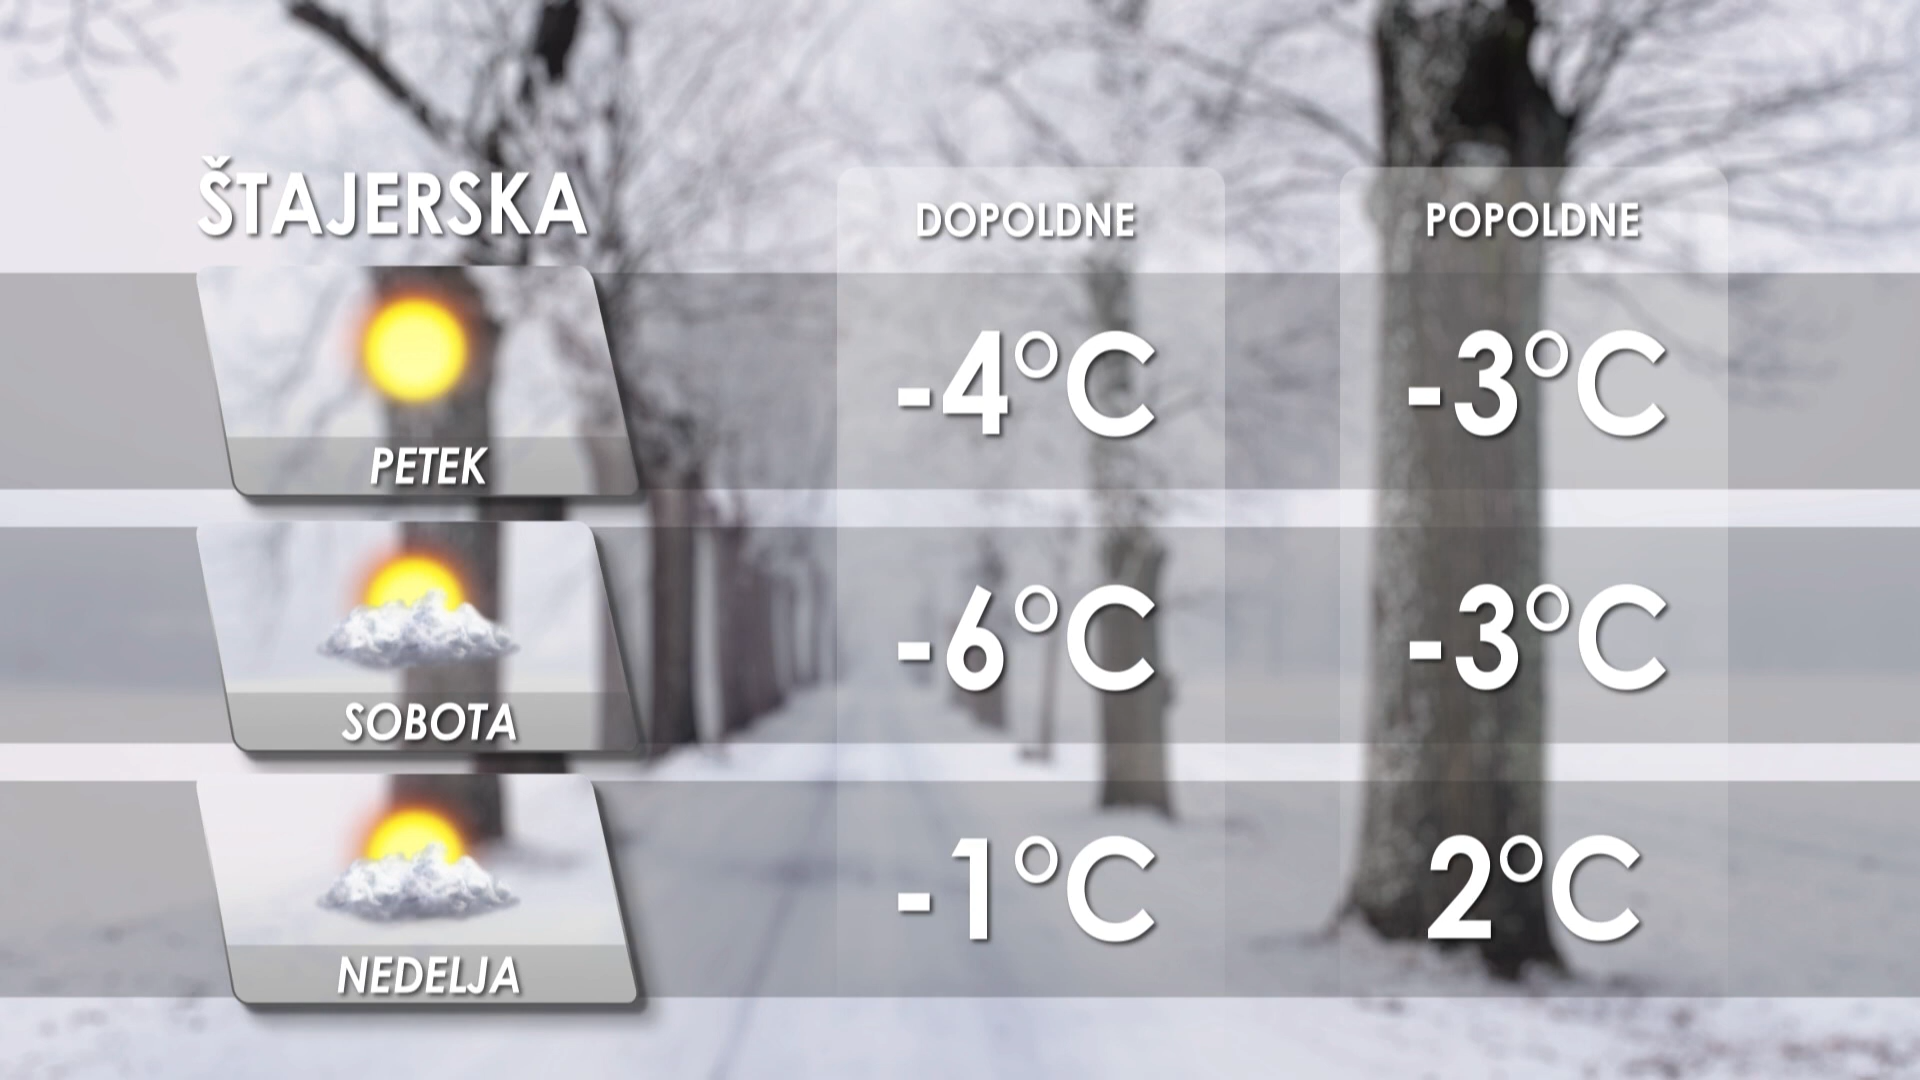 ŠTAJERSKA
DOPOLDNE
POPOLDNE
-4°C
-3°C
PETEK
-6°C
-3°C
SOBOTA
-1°C
2°C
NEDELJA